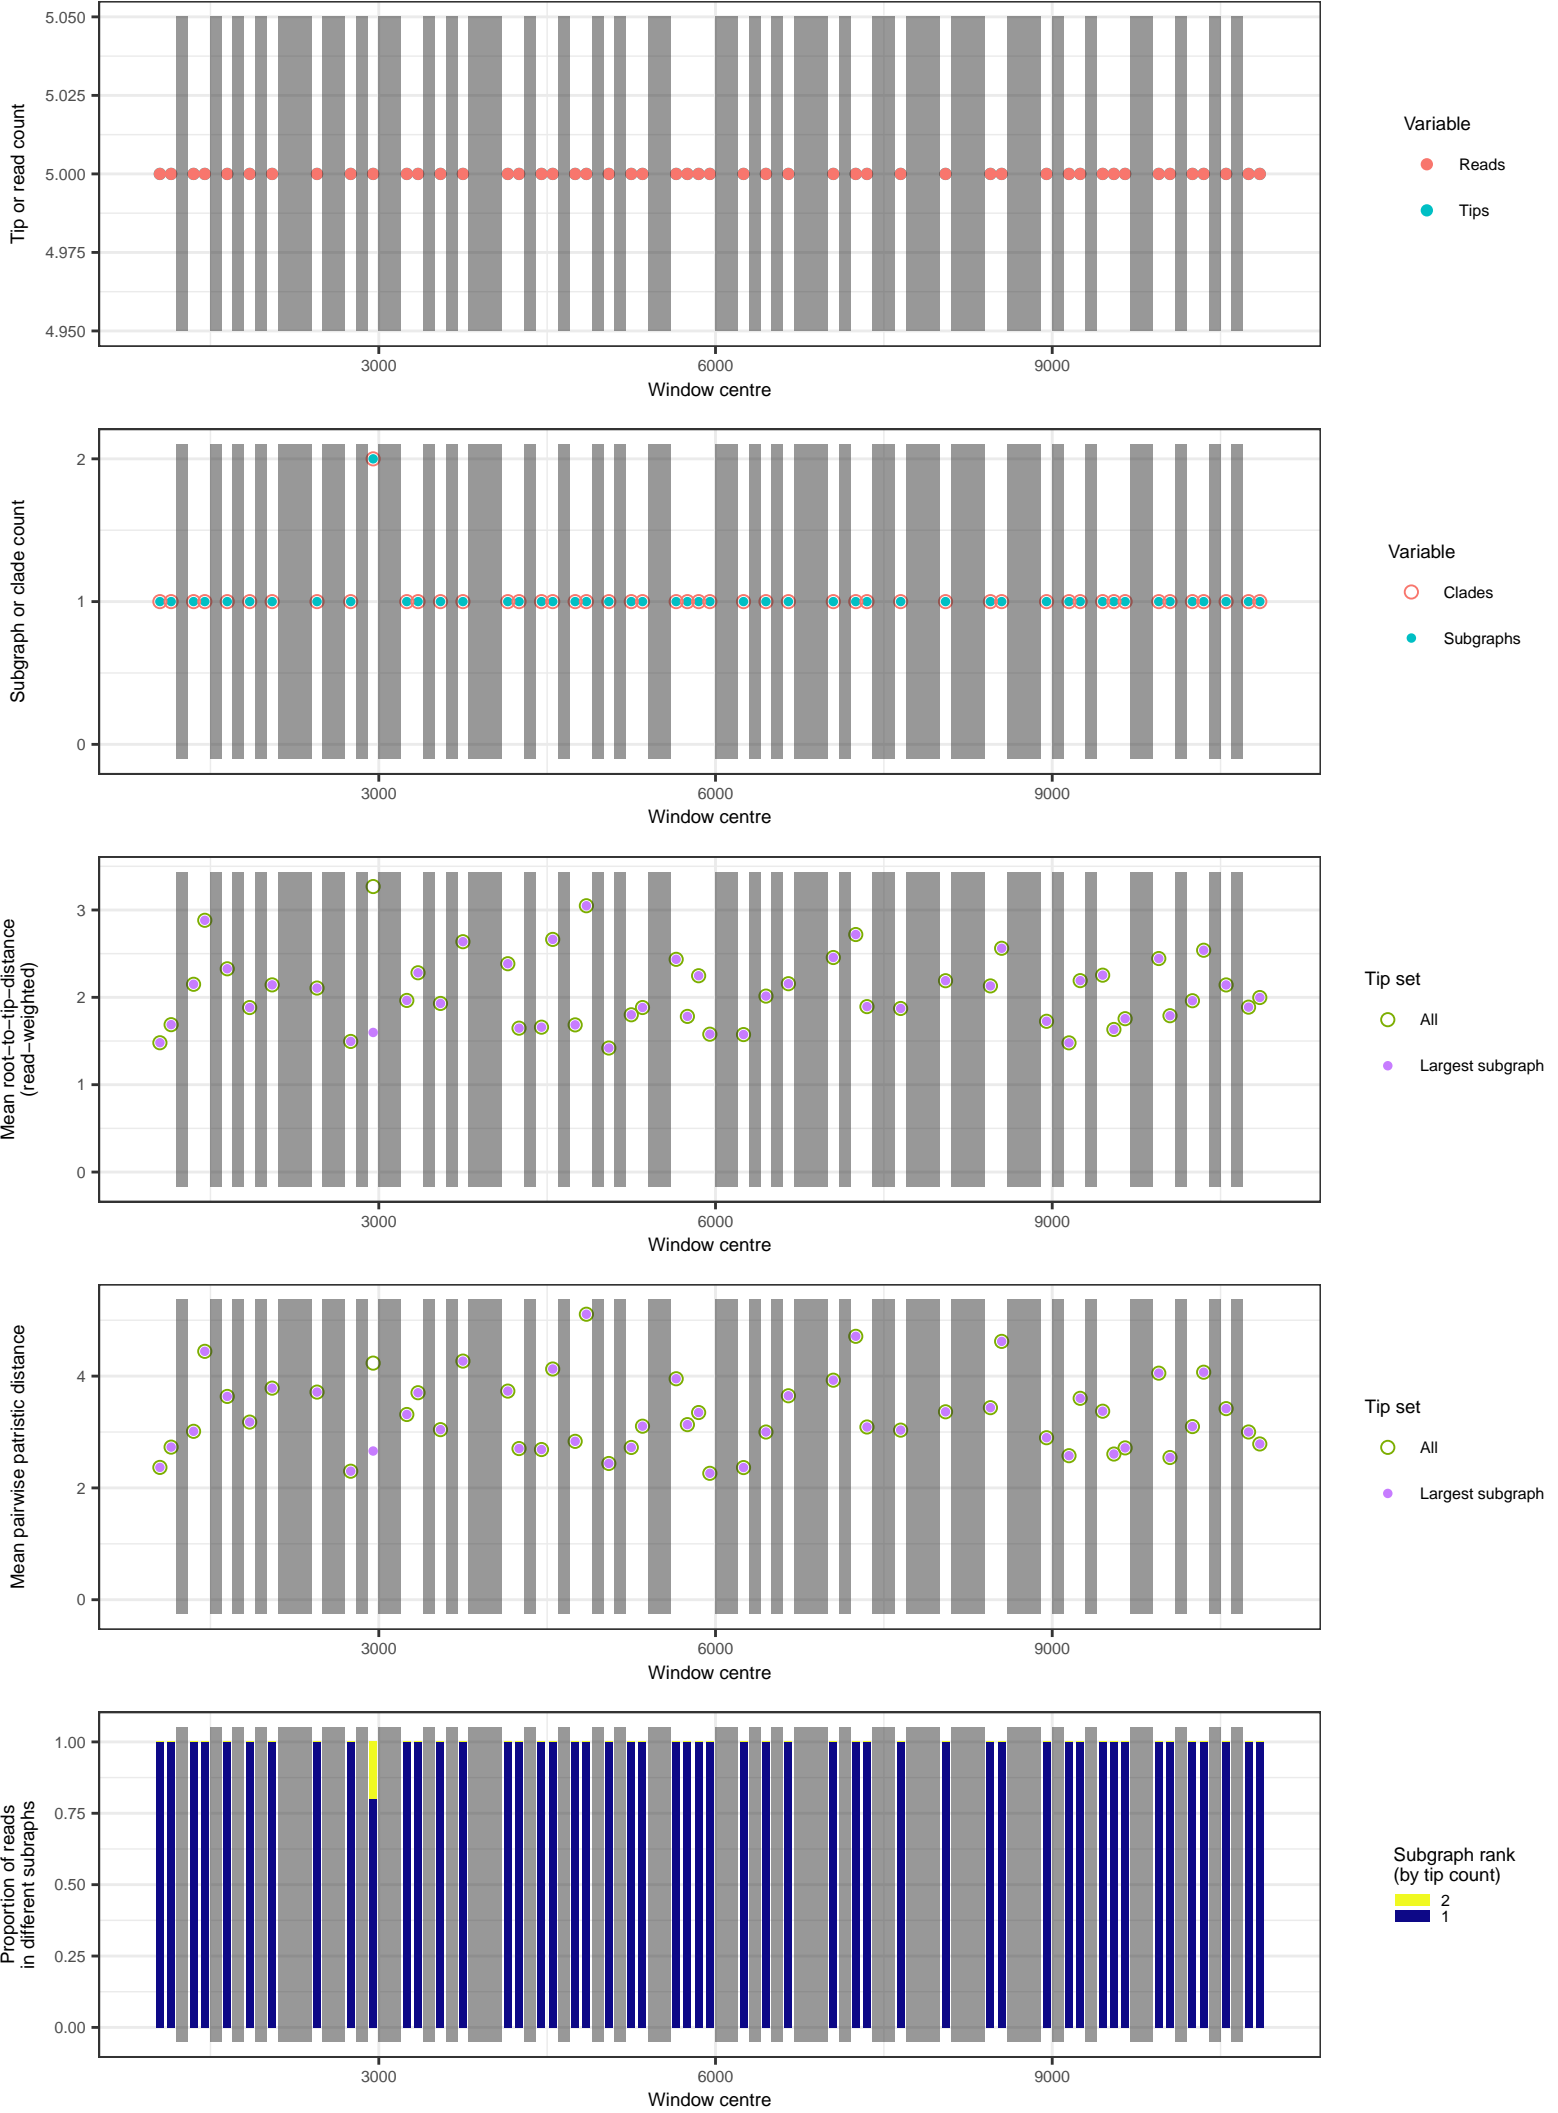 5.050
5.025
5.000
4.975
4.950
Tip or read count
3000 6000 9000
Window centre
Variable
Reads
Tips
2
1
0
Subgraph or clade count
3000 6000 9000
Window centre
Variable
Clades
Subgraphs
3
2
1
0
Mean root−to−tip−distance
(read−weighted)
3000 6000 9000
Window centre
Tip set
All
Largest subgraph
4
2
0
Mean pairwise patristic distance
3000 6000 9000
Window centre
Tip set
All
Largest subgraph
1.00
0.75
0.50
0.25
0.00
Proportion of reads
in different subraphs
3000 6000 9000
Window centre
Subgraph rank
(by tip count)
2
1